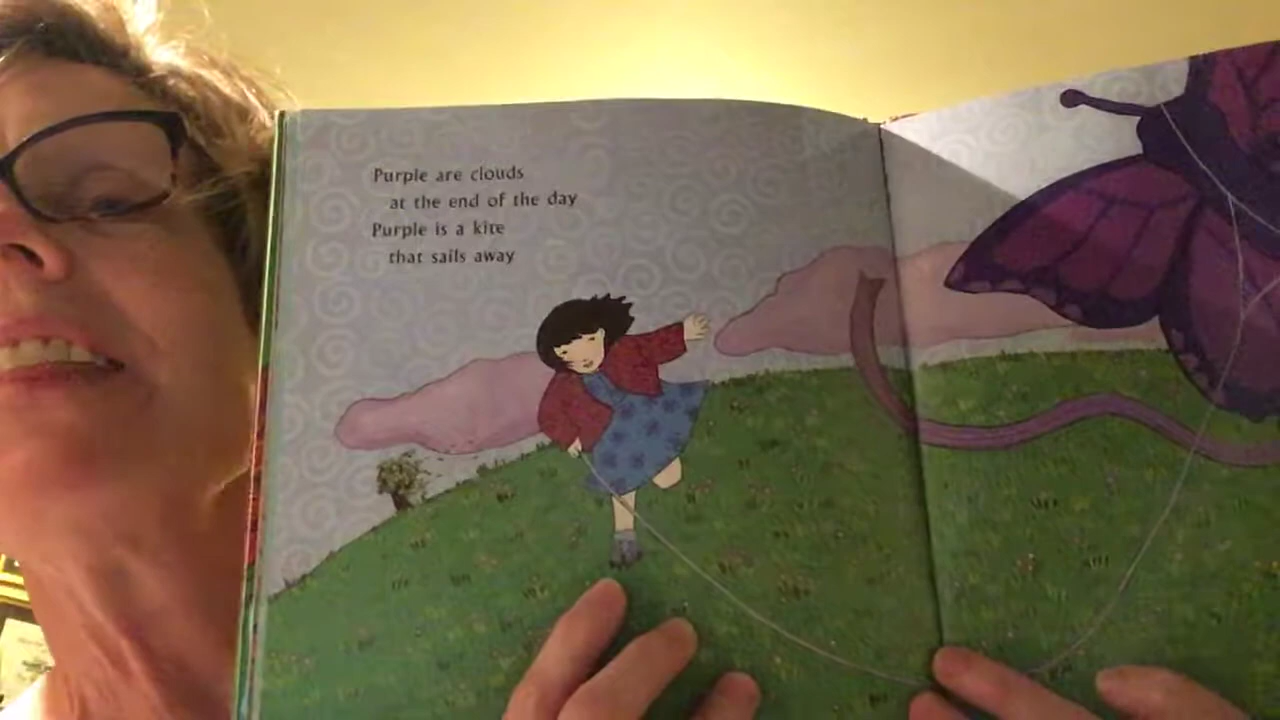 Purple are clouds
at the end of the day
Purple is a kite
that sails away